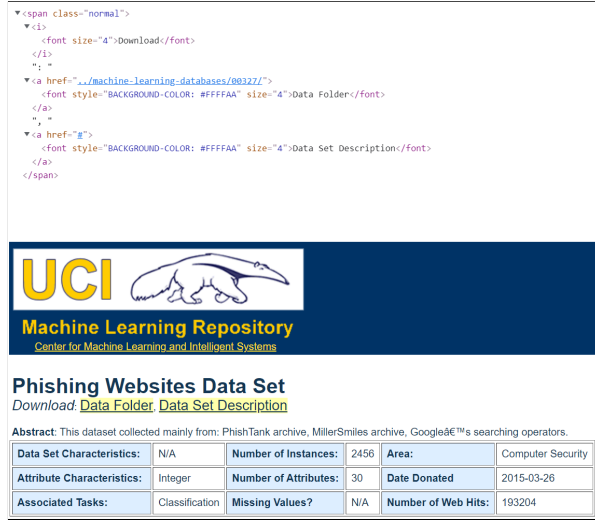 ▼<span class="normal">
▼<i>
<font size="4">Download</font>
</i>
": "
▼<a href="../machine-learning-databases/00327/">
<font style="BACKGROUND-COLOR: #FFFFAA" size="4">Data Folder</font>
</a>
", "
▼<a href="#">
<font style="BACKGROUND-COLOR: #FFFFAA" size="4">Data Set Description</font>
</a>
</span>
UCI
Machine Learning Repository
Center for Machine Learning and Intelligent Systems
Phishing Websites Data Set
Download: Data Folder, Data Set Description
Abstract: This dataset collected mainly from: PhishTank archive, MillerSmiles archive, Googleâ€™s searching operators.
Data Set Characteristics: N/A Number of Instances: 2456 Area: Computer Security
Attribute Characteristics: Integer Number of Attributes: 30 Date Donated 2015-03-26
Associated Tasks: Classification Missing Values? N/A Number of Web Hits: 193204